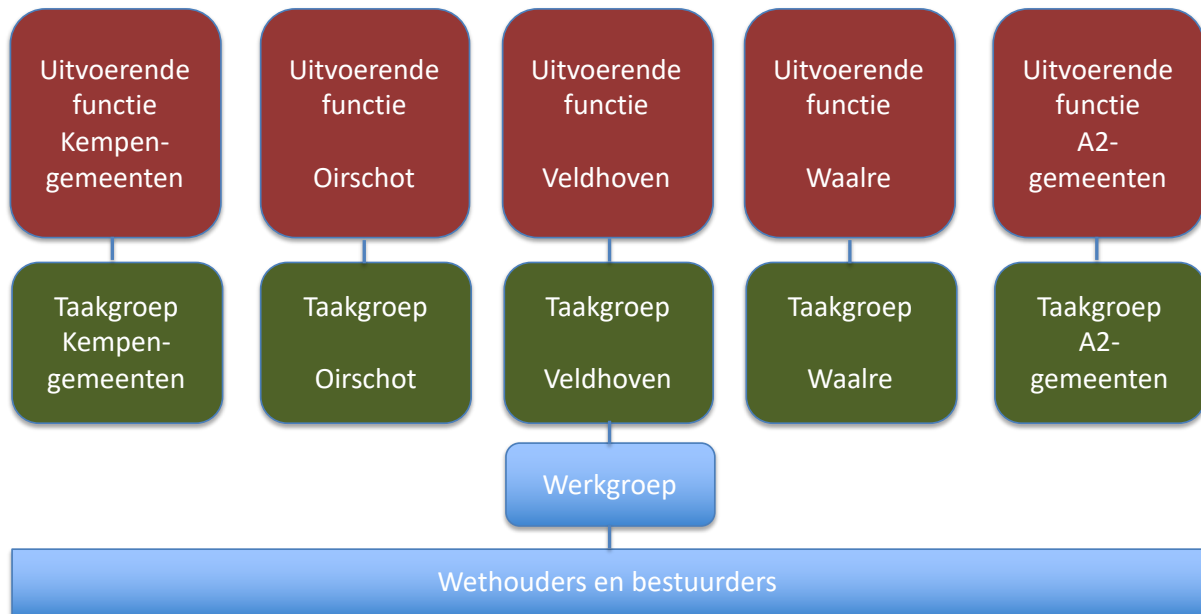 Uitvoerende
functie
Kempen-
gemeenten
Uitvoerende
functie
Oirschot
Uitvoerende
functie
Veldhoven
Uitvoerende
functie
Waalre
Uitvoerende
functie
A2-
gemeenten
Taakgroep
Kempen-
gemeenten
Taakgroep
Oirschot
Taakgroep
Veldhoven
Taakgroep
Waalre
Taakgroep
A2-
gemeenten
Werkgroep
Wethouders en bestuurders